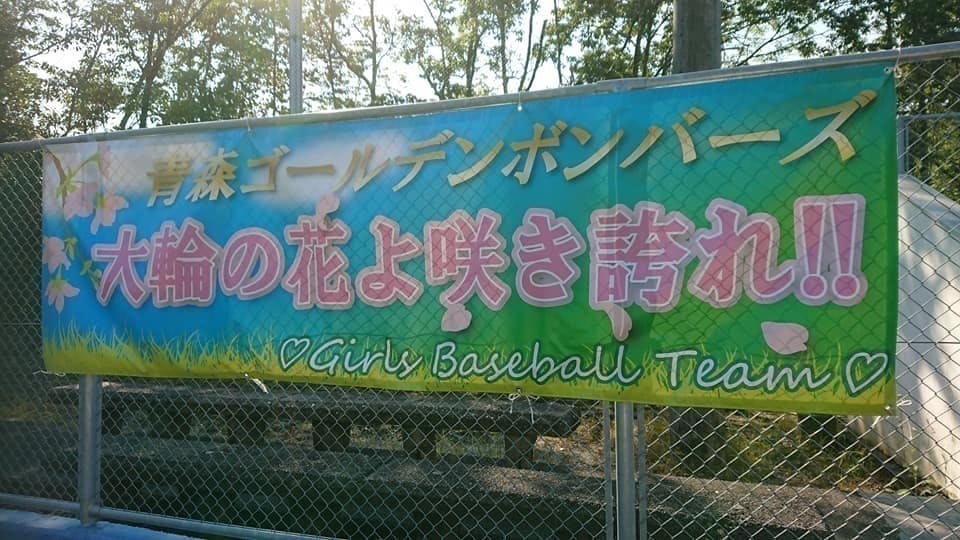 青森ゴールデンボンバーズ
大輪の花よ咲き誇れ!!
♡Girls Baseball Team♡